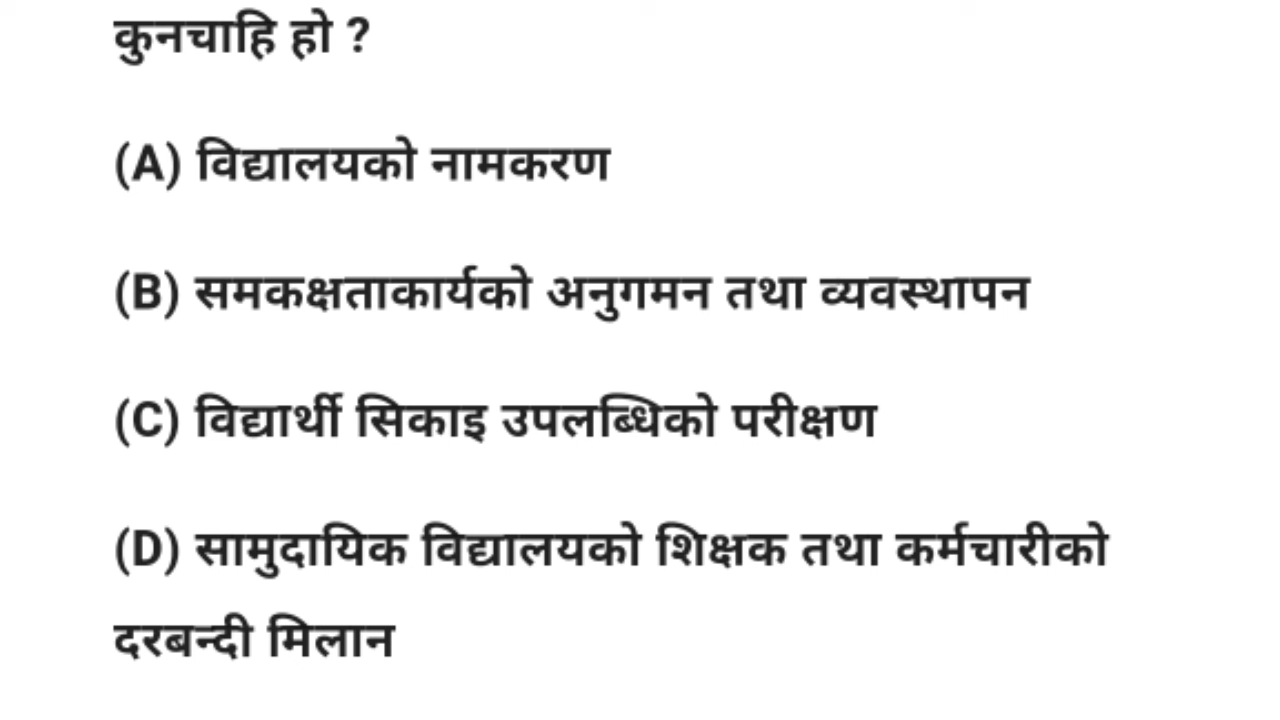 कुनचाहि हो ?
(A) विद्यालयको नामकरण
(B) समकक्षताकार्यको अनुगमन तथा व्यवस्थापन
(C) विद्यार्थी सिकाइ उपलब्धिको परीक्षण
(D) सामुदायिक विद्यालयको शिक्षक तथा कर्मचारीको
दरबन्दी मिलान